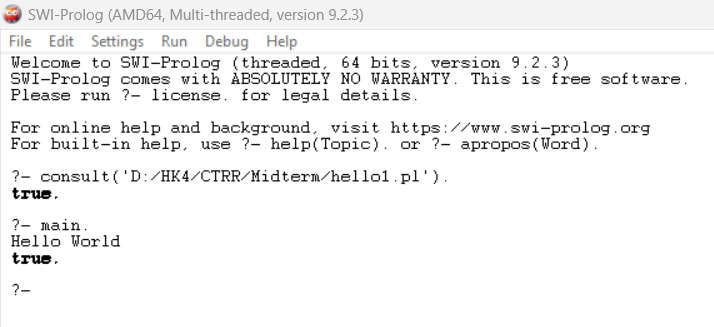 SWI-Prolog (AMD64, Multi-threaded, version 9.2.3)
File Edit Settings Run Debug Help
Welcome to SWI-Prolog (threaded, 64 bits, version 9.2.3)
SWI-Prolog comes with ABSOLUTELY NO WARRANTY. This is free software.
Please run ?- license. for legal details.
For online help and background, visit https://www.swi-prolog.org
For built-in help, use ?- help(Topic). or ?- apropos(Word).
?- consult('D:/HK4/CTRR/Midterm/hello1.pl').
true.
?- main.
Hello World
true.
?-